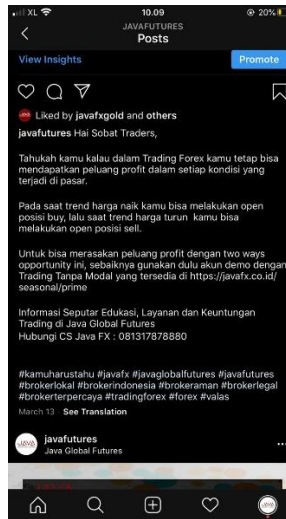 XL 10.09 20%
JAVAFUTURES
Posts
View Insights Promote
Liked by javafxgold and others
javafutures Hai Sobat Traders,
Tahukah kamu kalau dalam Trading Forex kamu tetap bisa
mendapatkan peluang profit dalam setiap kondisi yang
terjadi di pasar.
Pada saat trend harga naik kamu bisa melakukan open
posisi buy, lalu saat trend harga turun kamu bisa
melakukan open posisi sell.
Untuk bisa merasakan peluang profit dengan two ways
opportunity ini, sebaiknya gunakan dulu akun demo dengan
Trading Tanpa Modal yang tersedia di https://javafx.co.id/
seasonal/prime
Informasi Seputar Edukasi, Layanan dan Keuntungan
Trading di Java Global Futures
Hubungi CS Java FX : 081317878880
#kamuharustahu #javafx #javaglobalfutures #javafutures
#brokerlokal #brokerindonesia #brokeraman #brokerlegal
#brokerterpercaya #tradingforex #forex #valas
March 13 · See Translation
javafutures
Java Global Futures